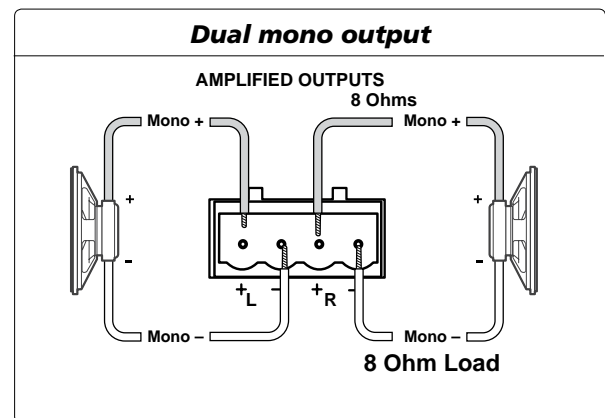 Dual mono output
AMPLIFIED OUTPUTS
8 Ohms
Mono + Mono +
+ +
- -
+ L - + R -
Mono – Mono –
8 Ohm Load